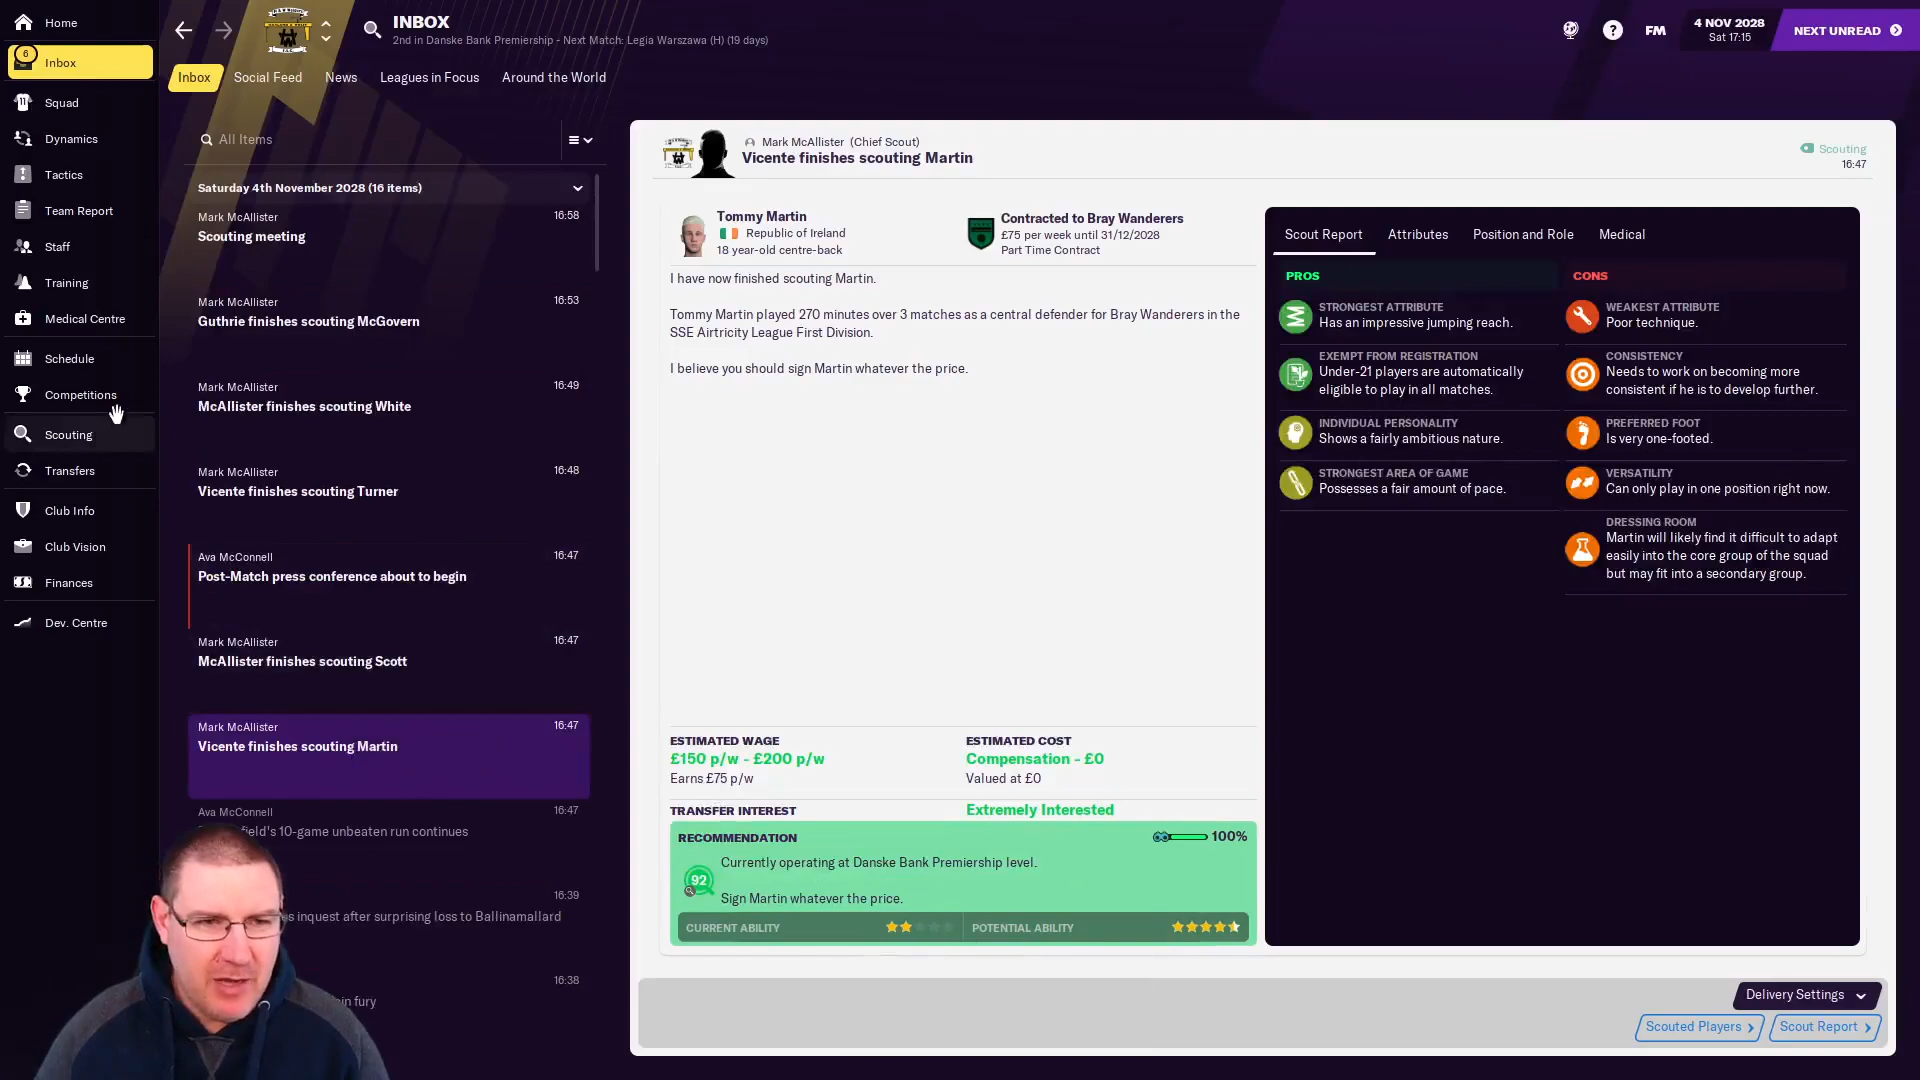 Home
6
Inbox
Squad
Dynamics
Tactics
Team Report
Staff
Training
Medical Centre
Schedule
Competitions
Scouting
Transfers
Club Info
Club Vision
Finances
Dev. Centre
INBOX
2nd in Danske Bank Premiership - Next Match: Legia Warszawa (H) (19 days)
FM
4 NOV 2028
Sat 17:15
NEXT UNREAD
Inbox
Social Feed
News
Leagues in Focus
Around the World
All Items
Saturday 4th November 2028 (16 items)
Mark McAllister 16:58
Scouting meeting
Mark McAllister 16:53
Guthrie finishes scouting McGovern
Mark McAllister 16:49
McAllister finishes scouting White
Mark McAllister 16:48
Vicente finishes scouting Turner
Ava McConnell 16:47
Post-Match press conference about to begin
Mark McAllister 16:47
McAllister finishes scouting Scott
Mark McAllister 16:47
Vicente finishes scouting Martin
Ava McConnell 16:47
field's 10-game unbeaten run continues
16:39
inquest after surprising loss to Ballinamallard
16:38
fury
Mark McAllister (Chief Scout)
Vicente finishes scouting Martin
Scouting
16:47
Tommy Martin
Republic of Ireland
18 year-old centre-back
Contracted to Bray Wanderers
£75 per week until 31/12/2028
Part Time Contract
I have now finished scouting Martin.
Tommy Martin played 270 minutes over 3 matches as a central defender for Bray Wanderers in the
SSE Airtricity League First Division.
I believe you should sign Martin whatever the price.
ESTIMATED WAGE
£150 p/w - £200 p/w
Earns £75 p/w
ESTIMATED COST
Compensation - £0
Valued at £0
TRANSFER INTEREST
Extremely Interested
RECOMMENDATION
100%
92
Currently operating at Danske Bank Premiership level.
Sign Martin whatever the price.
CURRENT ABILITY
POTENTIAL ABILITY
Scout Report
Attributes
Position and Role
Medical
PROS
STRONGEST ATTRIBUTE
Has an impressive jumping reach.
EXEMPT FROM REGISTRATION
Under-21 players are automatically
eligible to play in all matches.
INDIVIDUAL PERSONALITY
Shows a fairly ambitious nature.
STRONGEST AREA OF GAME
Possesses a fair amount of pace.
CONS
WEAKEST ATTRIBUTE
Poor technique.
CONSISTENCY
Needs to work on becoming more
consistent if he is to develop further.
PREFERRED FOOT
Is very one-footed.
VERSATILITY
Can only play in one position right now.
DRESSING ROOM
Martin will likely find it difficult to adapt
easily into the core group of the squad
but may fit into a secondary group.
Delivery Settings
Scouted Players
Scout Report